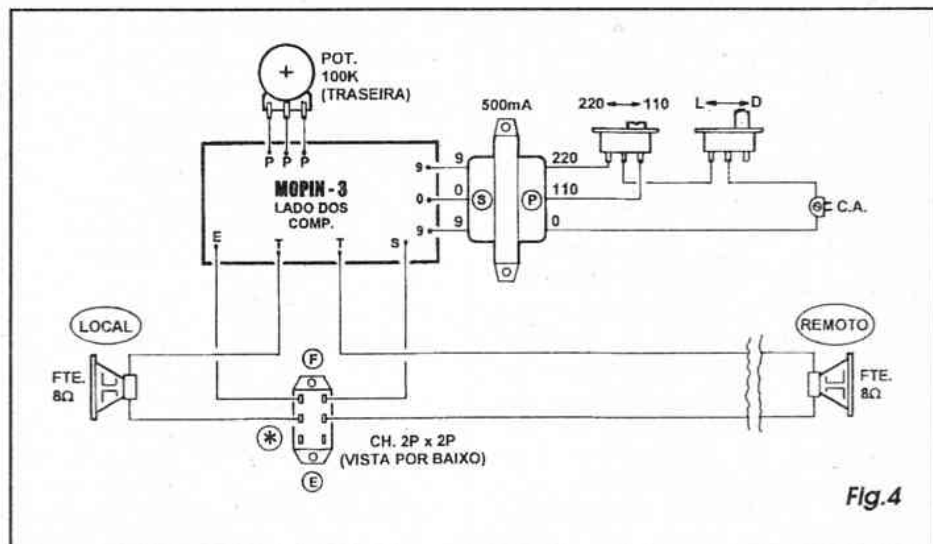 POT.
100K
(TRASEIRA)
P P P
MOPIN - 3
LADO DOS
COMP.
E T T S
9
0
9
500mA
9
0
9
S
P
220
110
0
220 110
L D
C.A.
LOCAL
FTE.
8Ω
F
*
E
CH. 2P x 2P
(VISTA POR BAIXO)
REMOTO
FTE.
8Ω
Fig.4